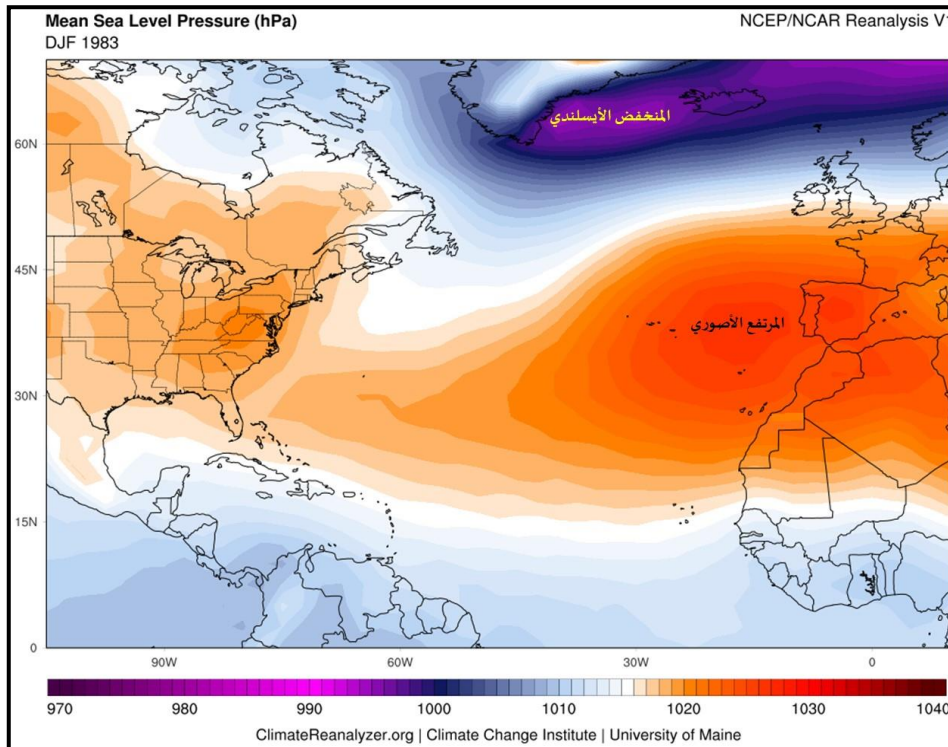 Mean Sea Level Pressure (hPa)
NCEP/NCAR Reanalysis V1
DJF 1983
المنخفض الأيسلندي
60N
45N
المرتفع الأصوري
30N
15N
0
90W 60W 30W 0
970 980 990 1000 1010 1020 1030 1040
ClimateReanalyzer.org | Climate Change Institute | University of Maine